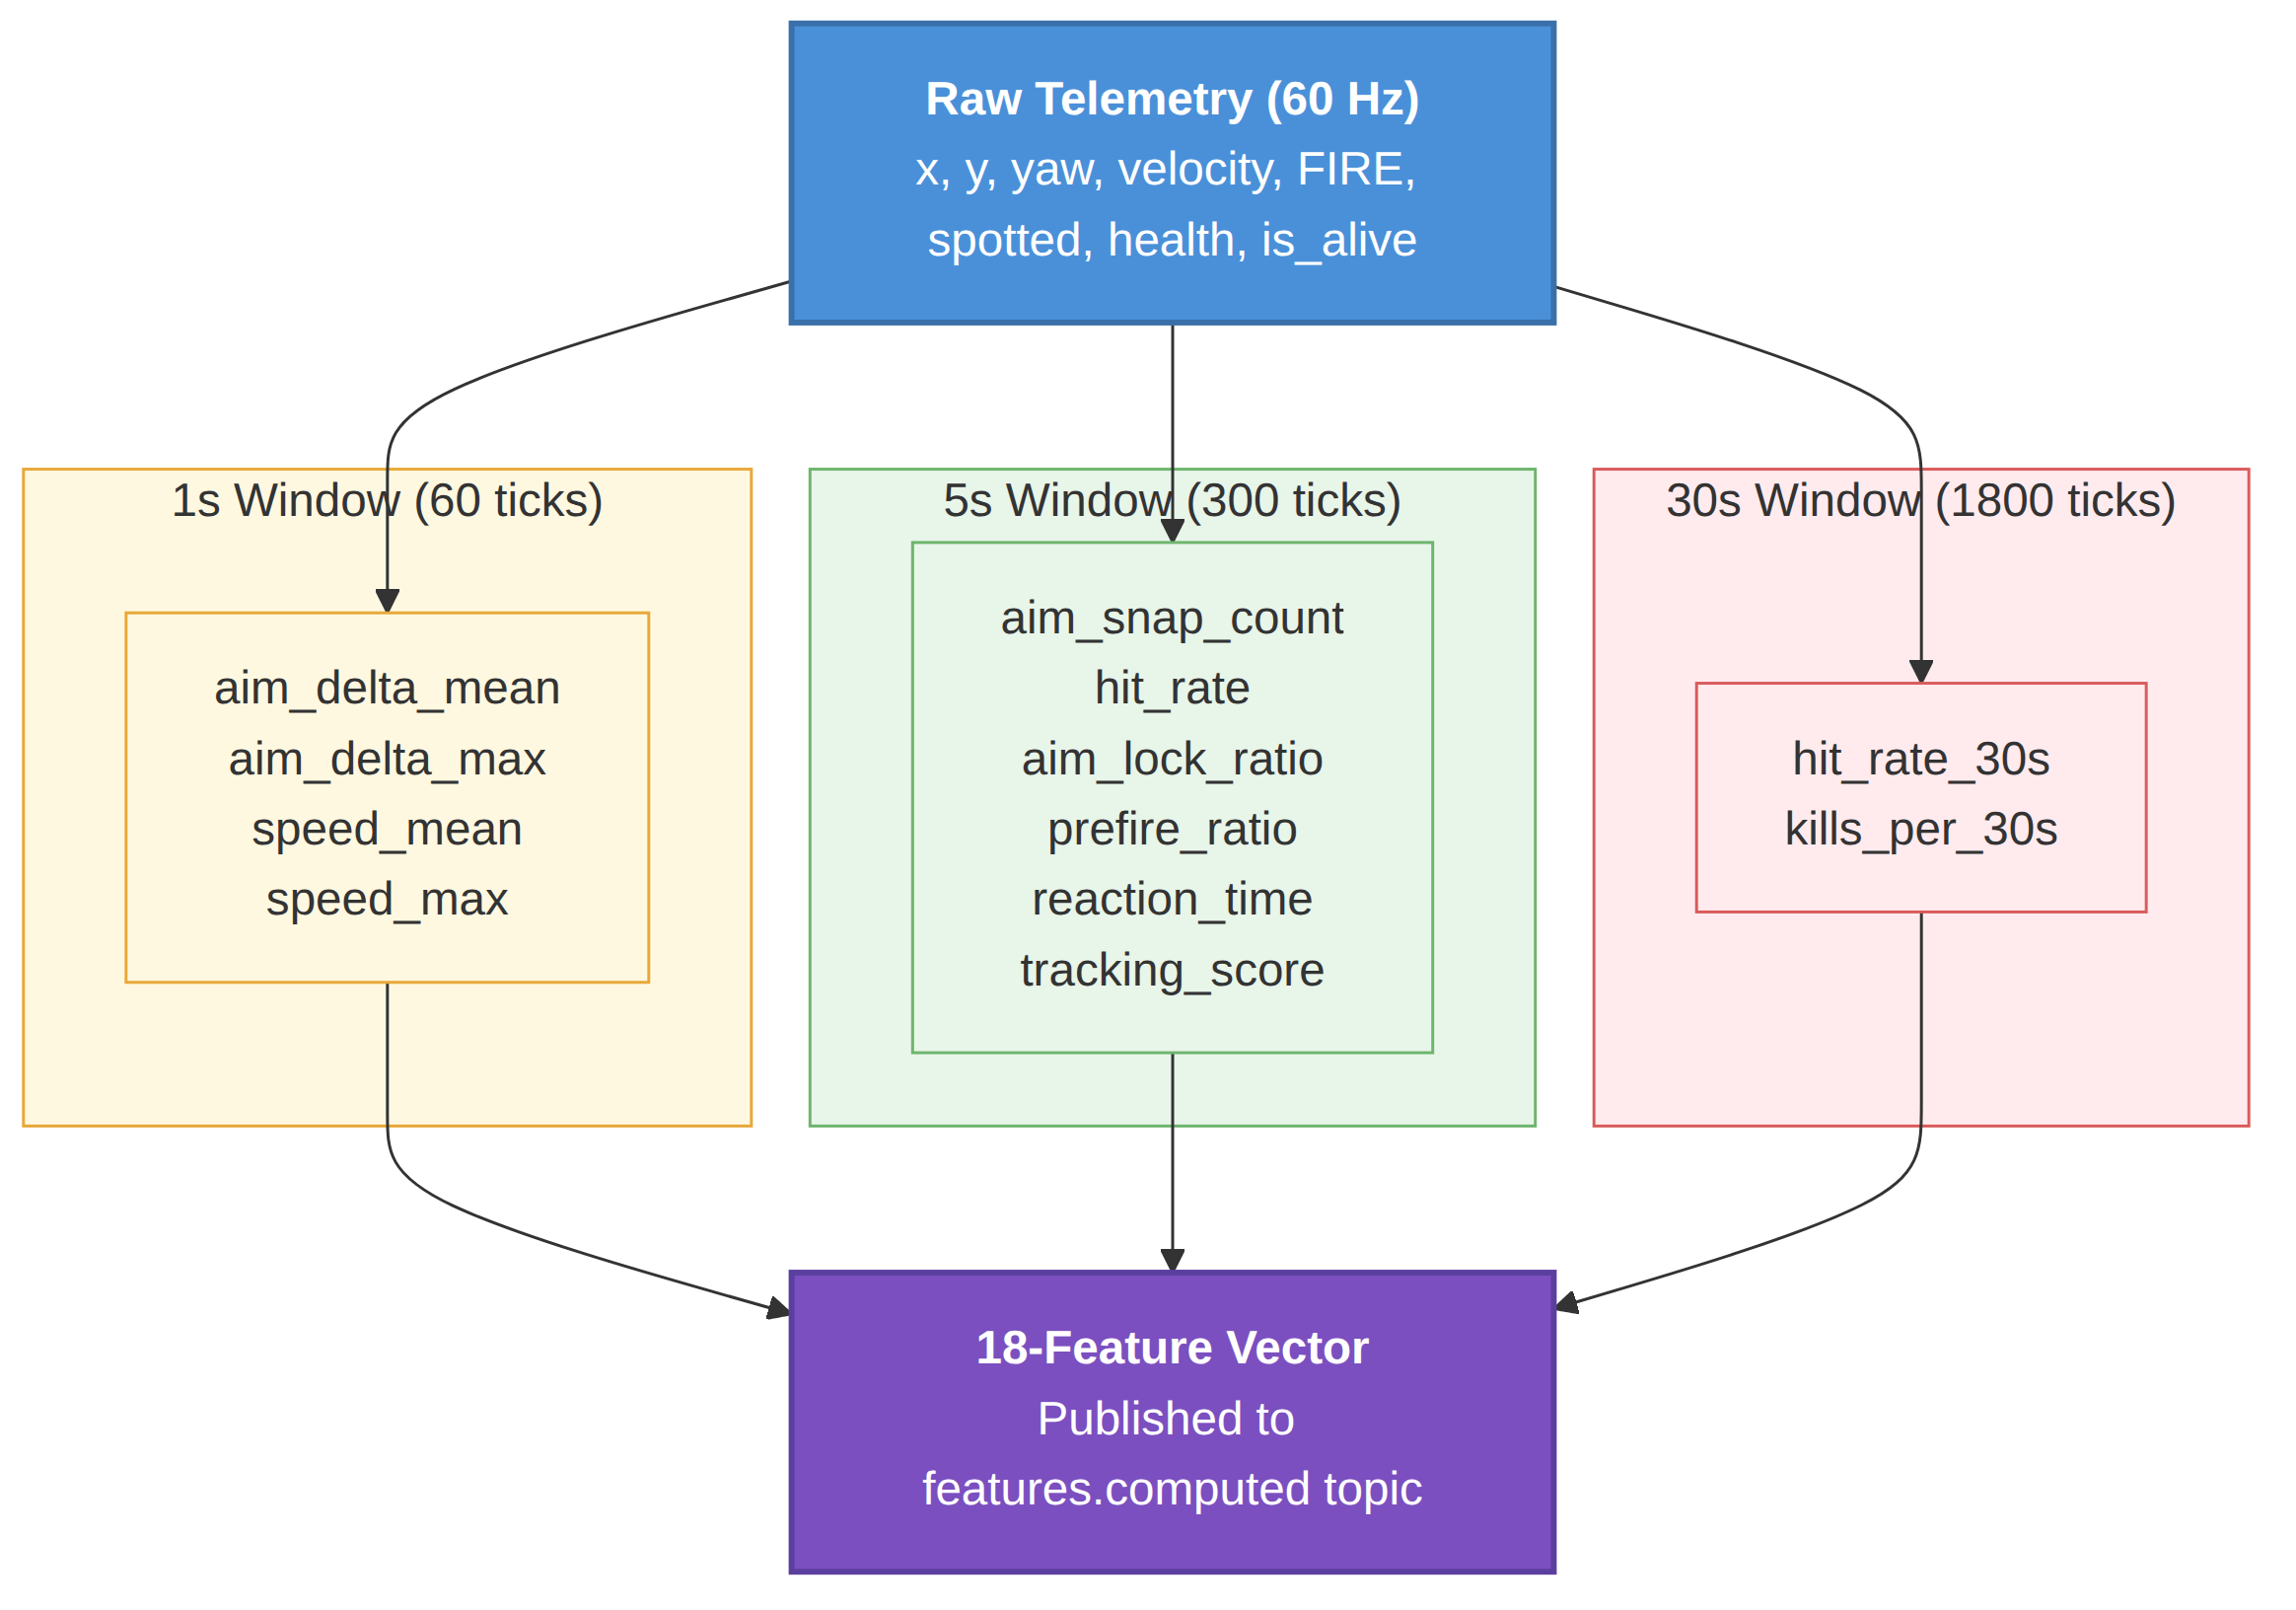 Raw Telemetry (60 Hz)
x, y, yaw, velocity, FIRE,
spotted, health, is_alive
1s Window (60 ticks)
aim_delta_mean
aim_delta_max
speed_mean
speed_max
5s Window (300 ticks)
aim_snap_count
hit_rate
aim_lock_ratio
prefire_ratio
reaction_time
tracking_score
30s Window (1800 ticks)
hit_rate_30s
kills_per_30s
18-Feature Vector
Published to
features.computed topic